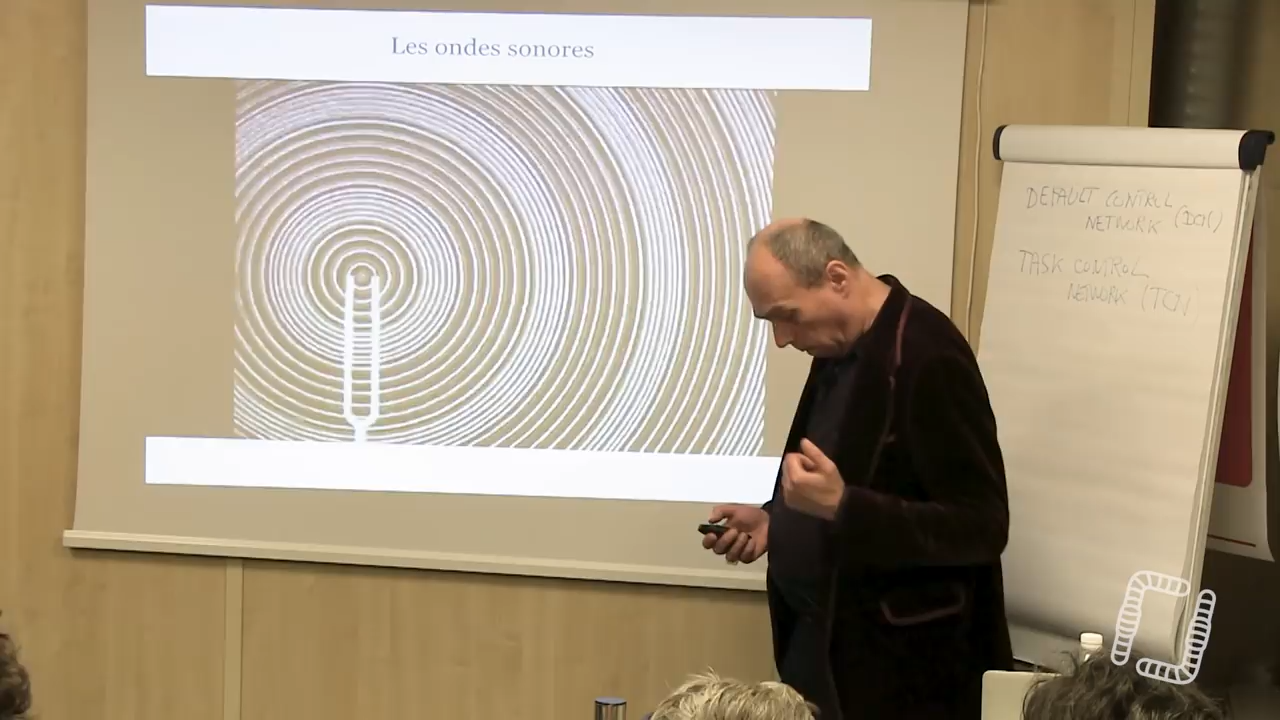 Les ondes sonores
DEFAULT CONTROL
NETWORK (DCN)
TASK CONTROL
NETWORK (TCN)